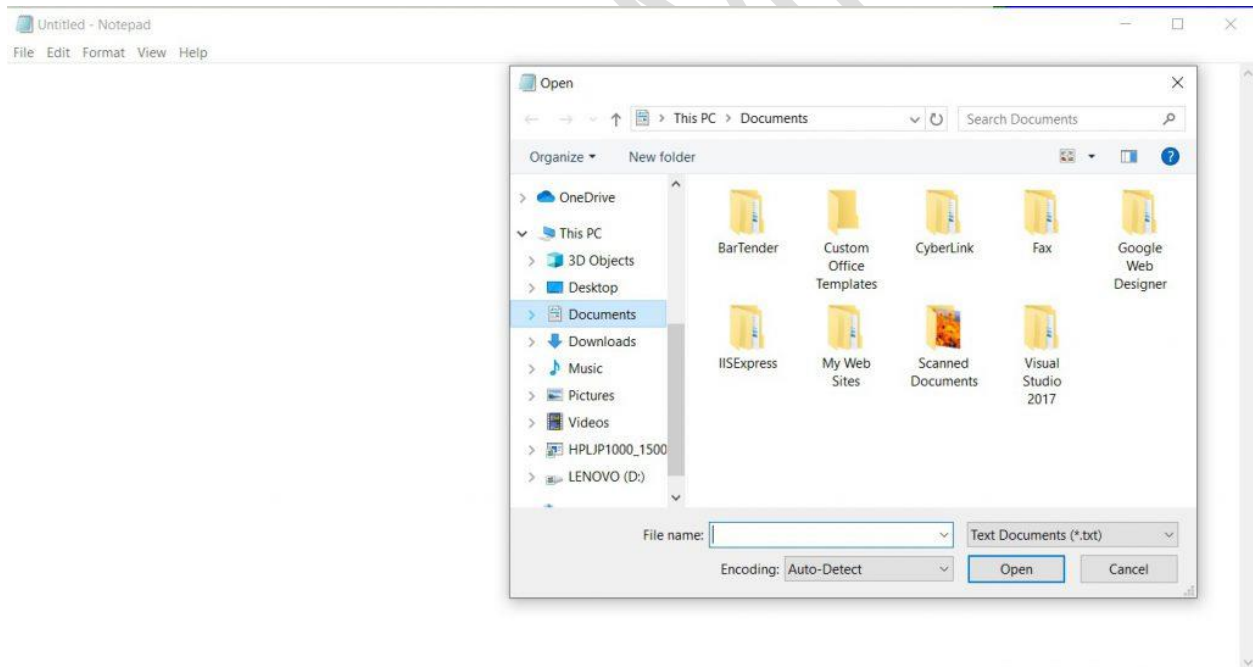 Untitled - Notepad
File Edit Format View Help
Open
This PC > Documents
Search Documents
Organize
New folder
OneDrive
This PC
3D Objects
Desktop
Documents
Downloads
Music
Pictures
Videos
HPLJP1000_1500
LENOVO (D:)
BarTender
Custom
Office
Templates
CyberLink
Fax
Google
Web
Designer
IISExpress
My Web
Sites
Scanned
Documents
Visual
Studio
2017
File name:
Text Documents (*.txt)
Encoding: Auto-Detect
Open
Cancel